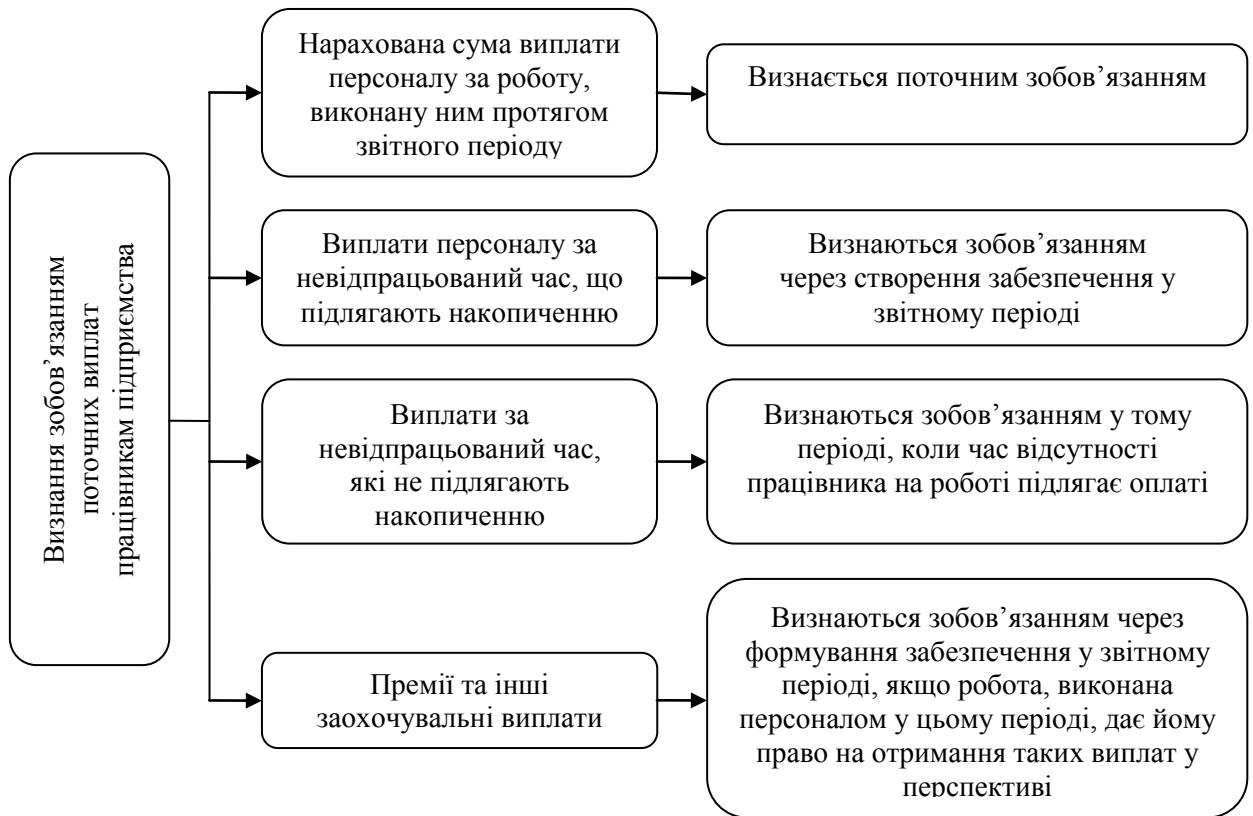 Визнання зобов’язанням
поточних виплат
працівникам підприємства
Нарахована сума виплати
персоналу за роботу,
виконану ним протягом
звітного періоду
Визнається поточним зобов’язанням
Виплати персоналу за
невідпрацьований час, що
підлягають накопиченню
Визнаються зобов’язанням
через створення забезпечення у
звітному періоді
Виплати за
невідпрацьований час,
які не підлягають
накопиченню
Визнаються зобов’язанням у тому
періоді, коли час відсутності
працівника на роботі підлягає оплаті
Премії та інші
заохочувальні виплати
Визнаються зобов’язанням через
формування забезпечення у звітному
періоді, якщо робота, виконана
персоналом у цьому періоді, дає йому
право на отримання таких виплат у
перспективі